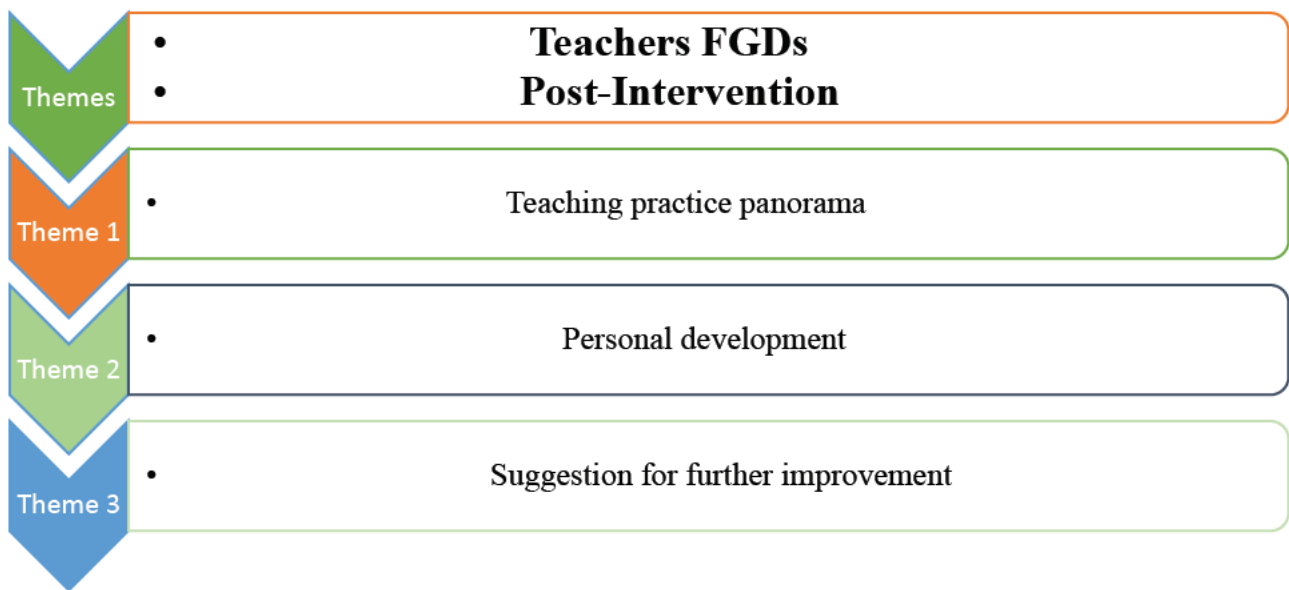 Themes
• Teachers FGDs
• Post-Intervention
Theme 1
• Teaching practice panorama
Theme 2
• Personal development
Theme 3
• Suggestion for further improvement